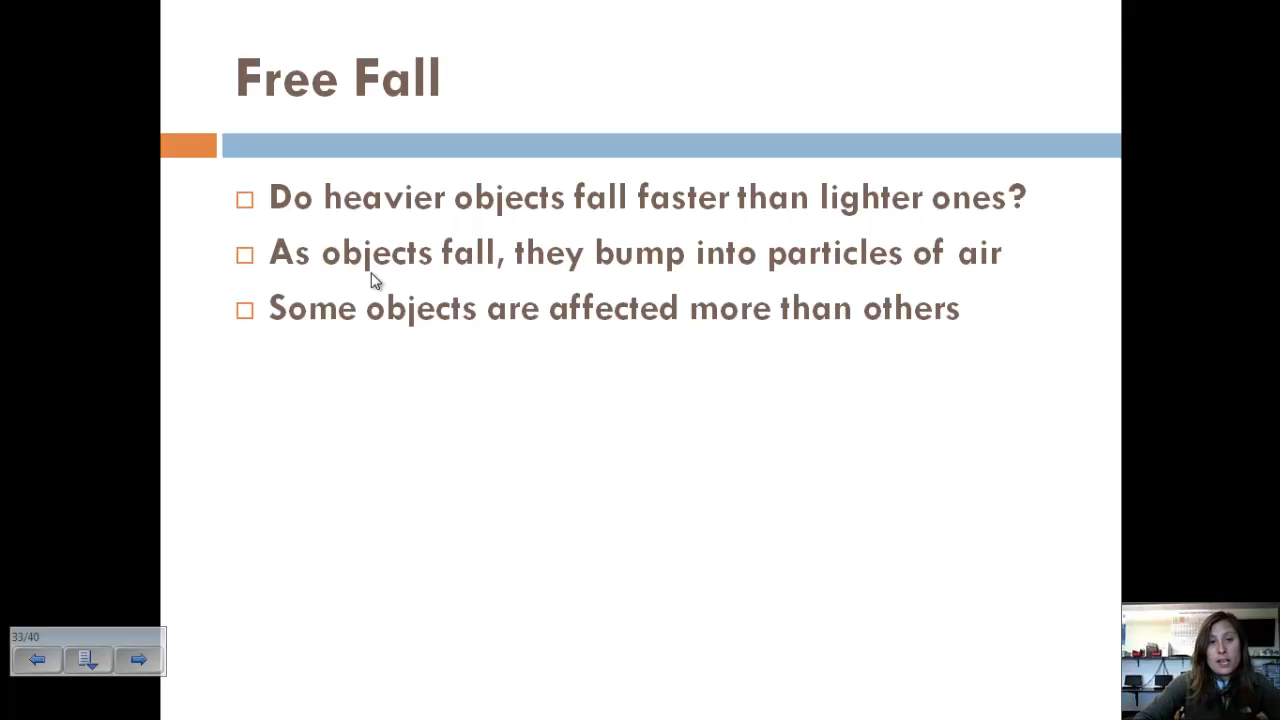 Free Fall
Do heavier objects fall faster than lighter ones?
As objects fall, they bump into particles of air
Some objects are affected more than others
33/40